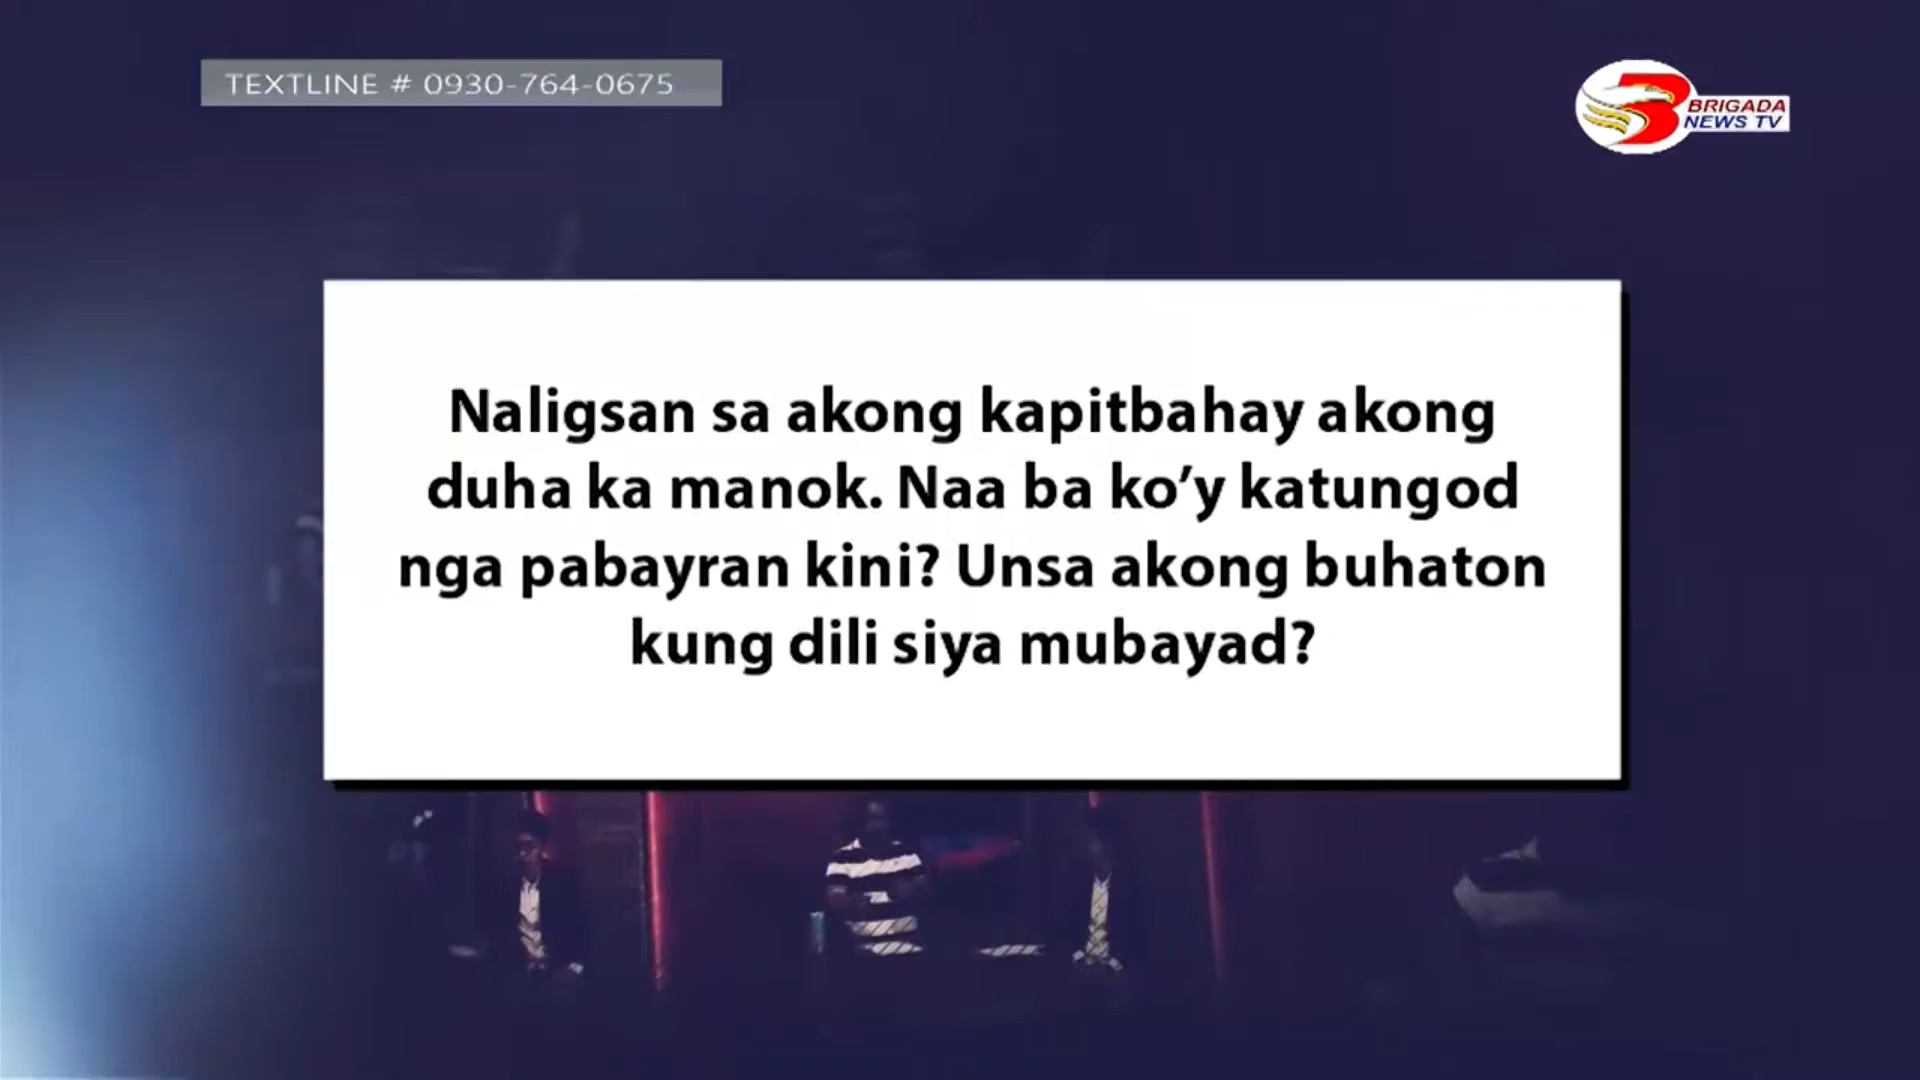 TEXTLINE # 0930-764-0675
BRIGADA
NEWS TV
Naligsan sa akong kapitbahay akong
duha ka manok. Naa ba ko’y katungod
nga pabayran kini? Unsa akong buhaton
kung dili siya mubayad?